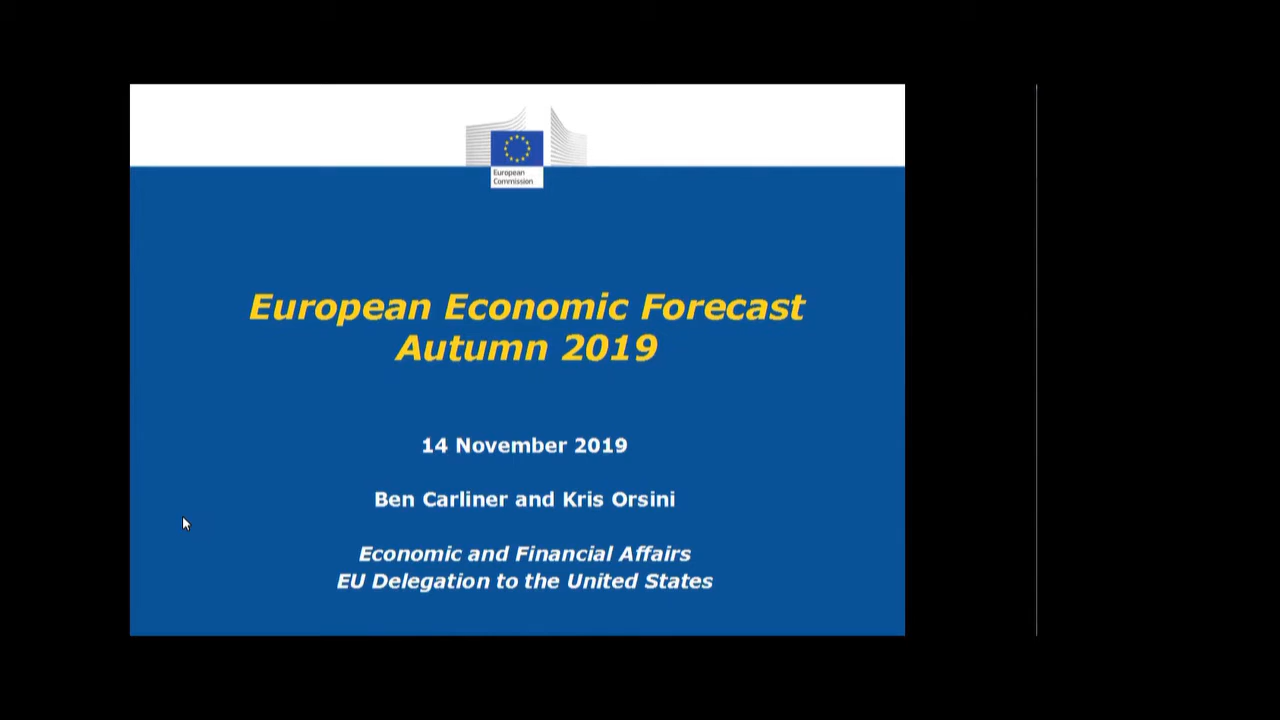 European
Commission
European Economic Forecast
Autumn 2019
14 November 2019
Ben Carliner and Kris Orsini
Economic and Financial Affairs
EU Delegation to the United States